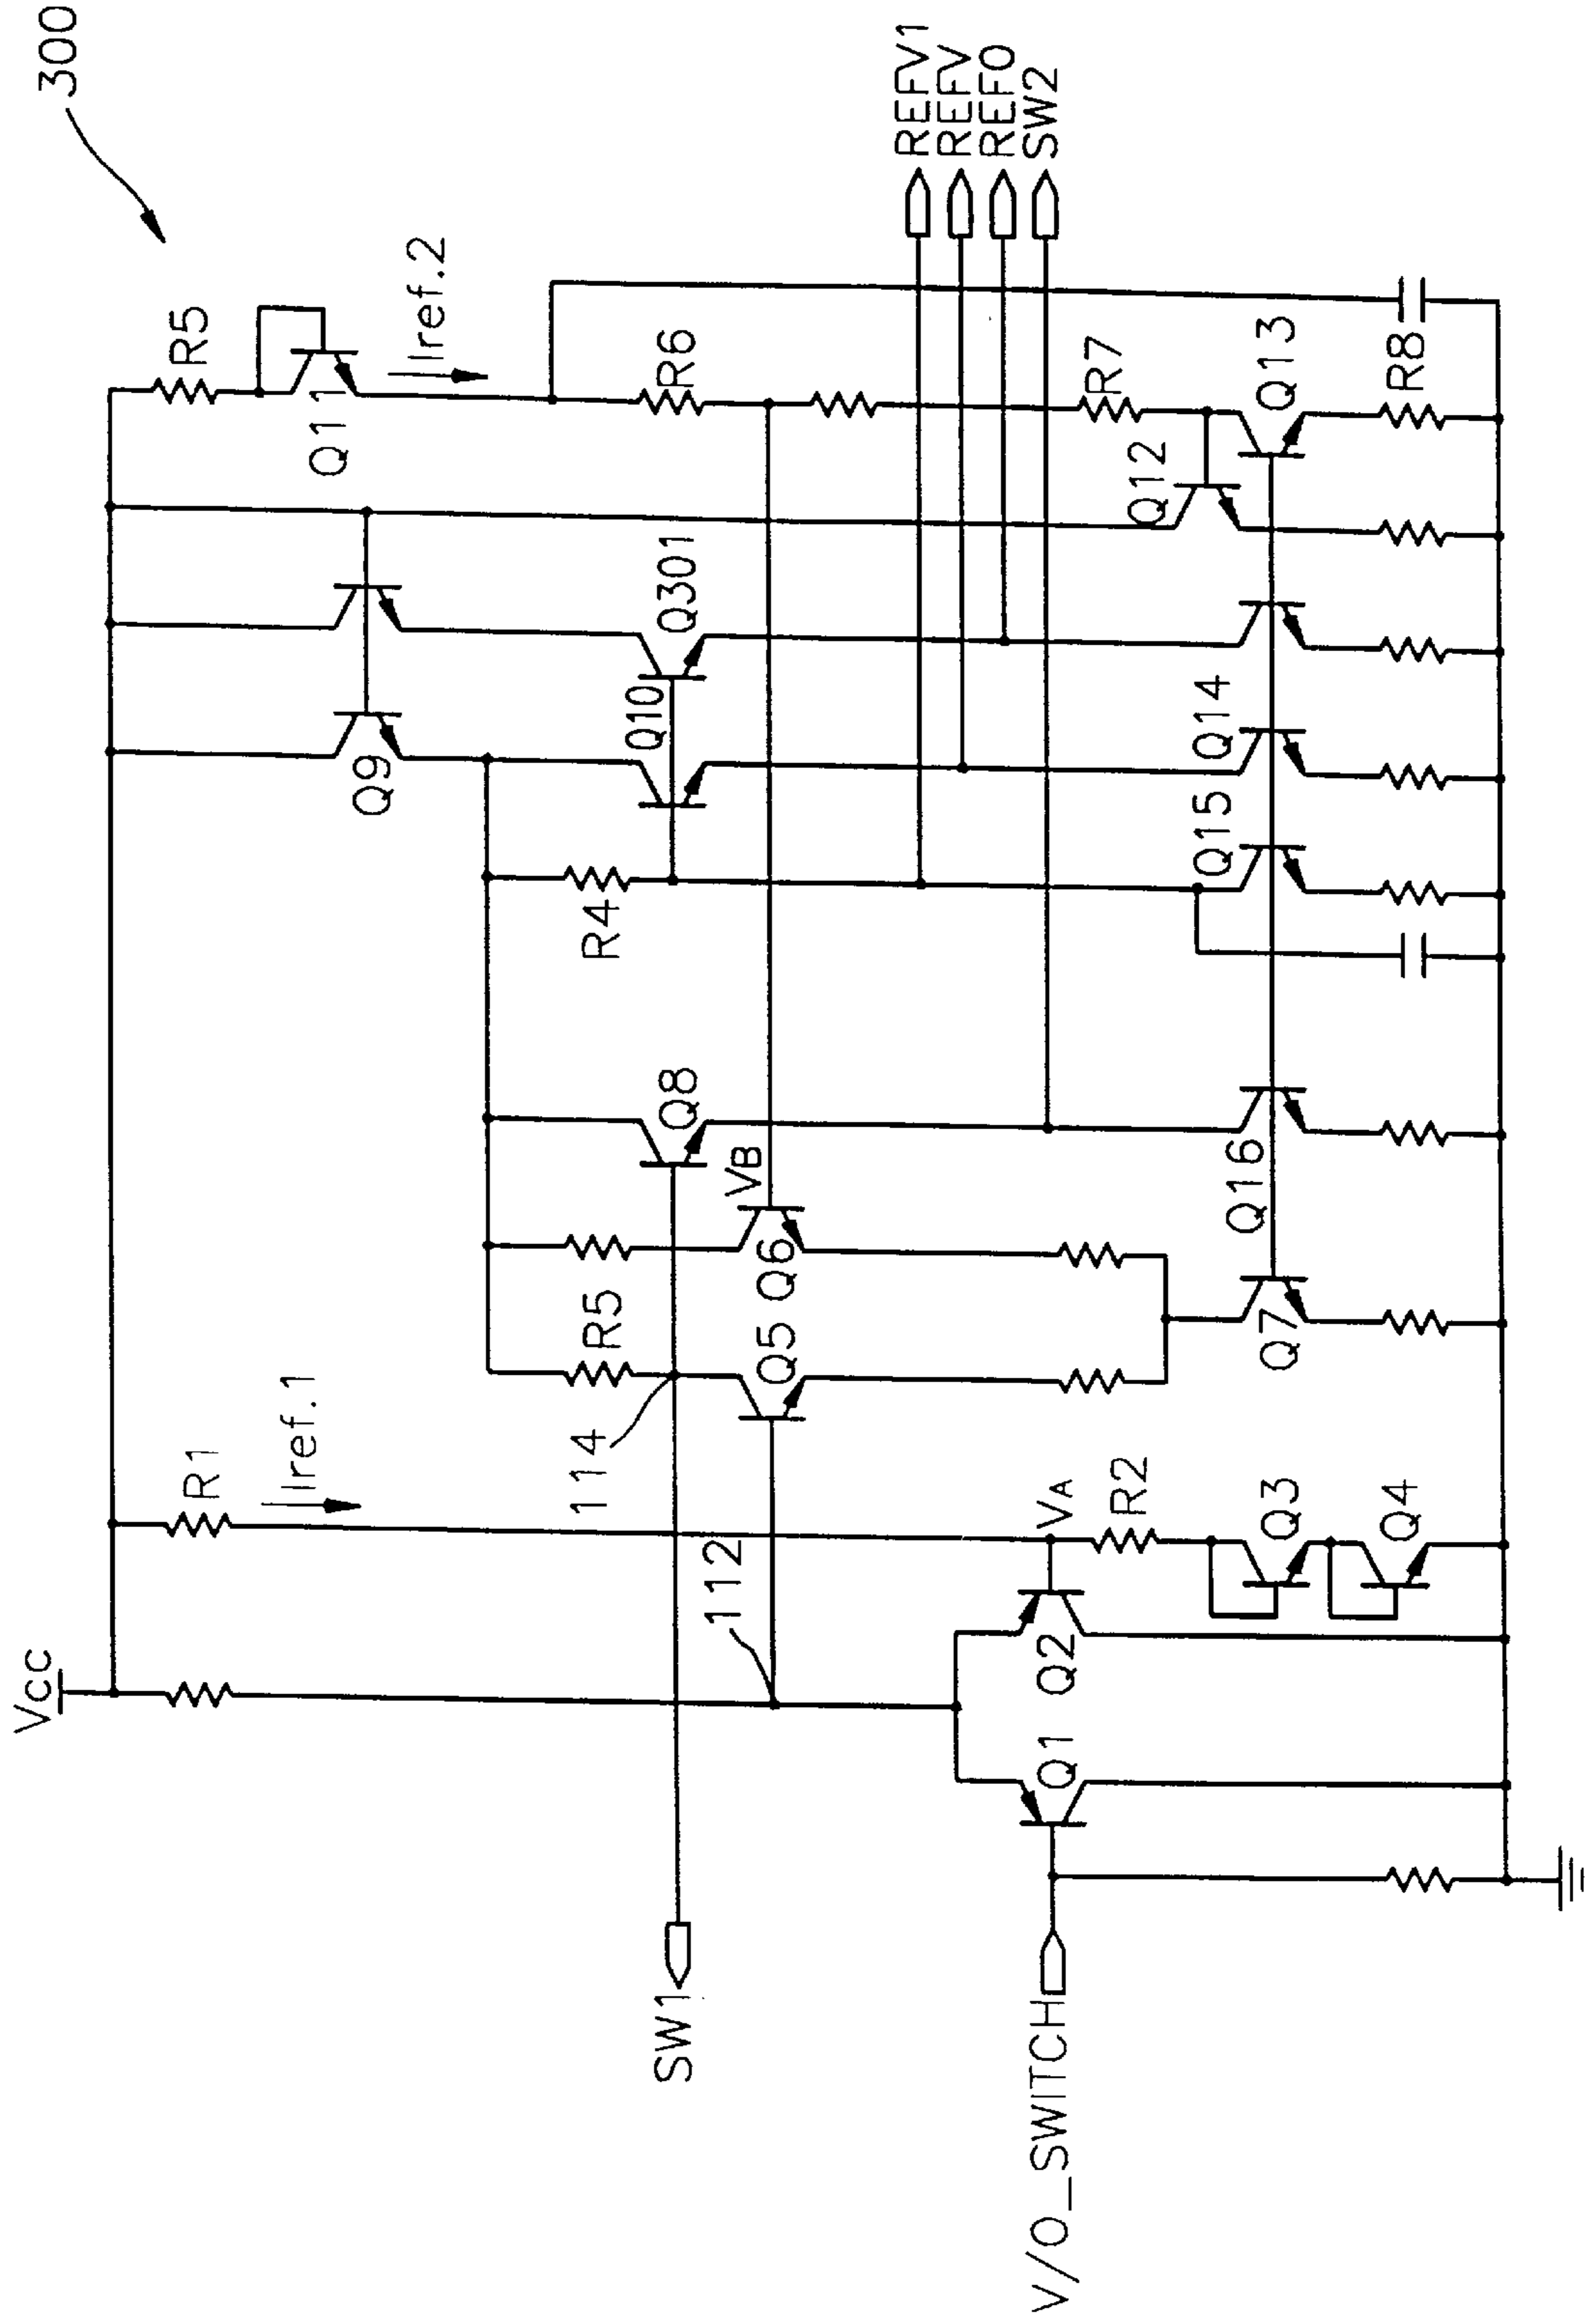 300
Vcc
R1
Iref.1
R5
Q11
Iref.2
Q9
R4
Q10
Q301
R6
REFV1
REFV
REFO
SW2
SW1
114
R5
Q8
VB
Q5
Q6
112
VA
R2
Q1
Q2
Q3
Q4
Q7
Q16
Q15
Q14
Q12
R7
Q13
R8
V/O_SWITCH